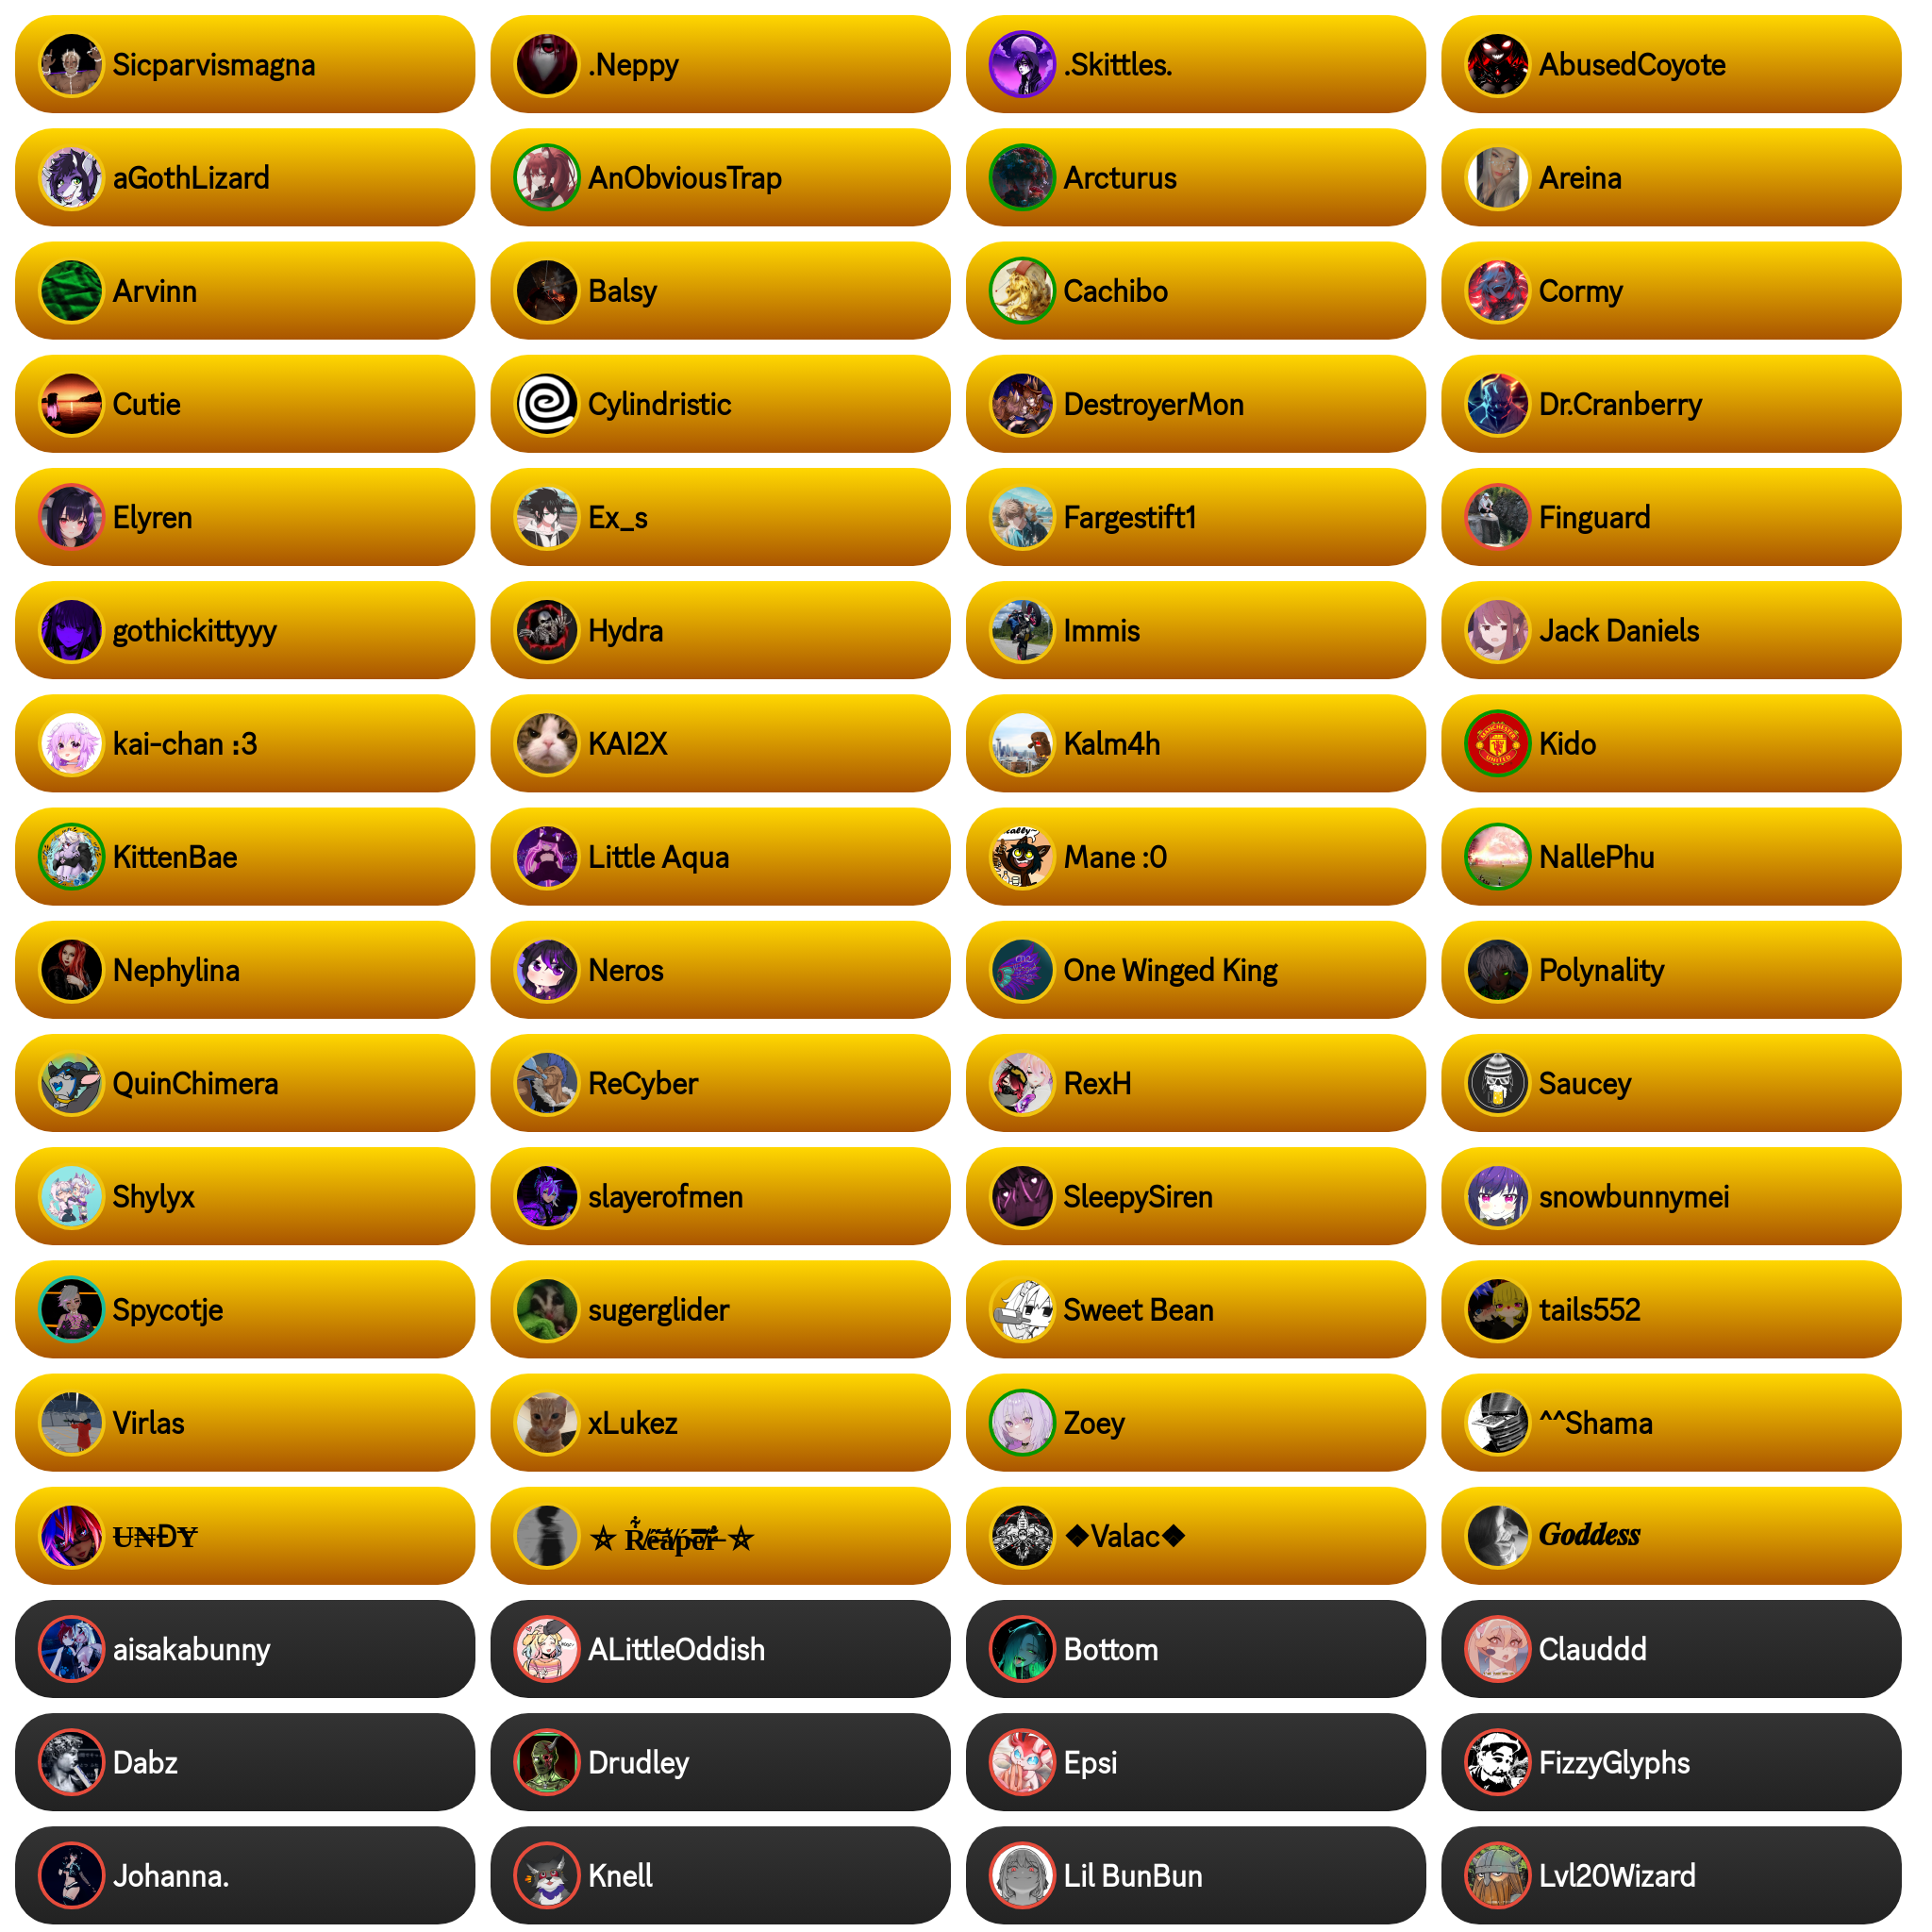 Sicparvismagna
.Neppy
.Skittles.
AbusedCoyote
aGothLizard
AnObviousTrap
Arcturus
Areina
Arvinn
Balsy
Cachibo
Cormy
Cutie
Cylindristic
DestroyerMon
Dr.Cranberry
Elyren
Ex_s
Fargestift1
Finguard
gothickittyyy
Hydra
Immis
Jack Daniels
kai-chan :3
KAI2X
Kalm4h
MANCHESTER
UNITED
Kido
KittenBae
Little Aqua
Mane :0
NallePhu
Nephylina
Neros
One Winged King
Polynality
QuinChimera
ReCyber
RexH
Saucey
Shylyx
slayerofmen
SleepySiren
snowbunnymei
Spycotje
sugerglider
Sweet Bean
tails552
Virlas
xLukez
Zoey
^^Shama
U̶N̶ĐY̶
☆ Reaper ☆
◆Valac◆
𝑮𝒐𝒅𝒅𝒆𝒔𝒔
aisakabunny
ALittleOddish
Bottom
Clauddd
Dabz
Drudley
Epsi
FizzyGlyphs
Johanna.
Knell
Lil BunBun
Lvl20Wizard